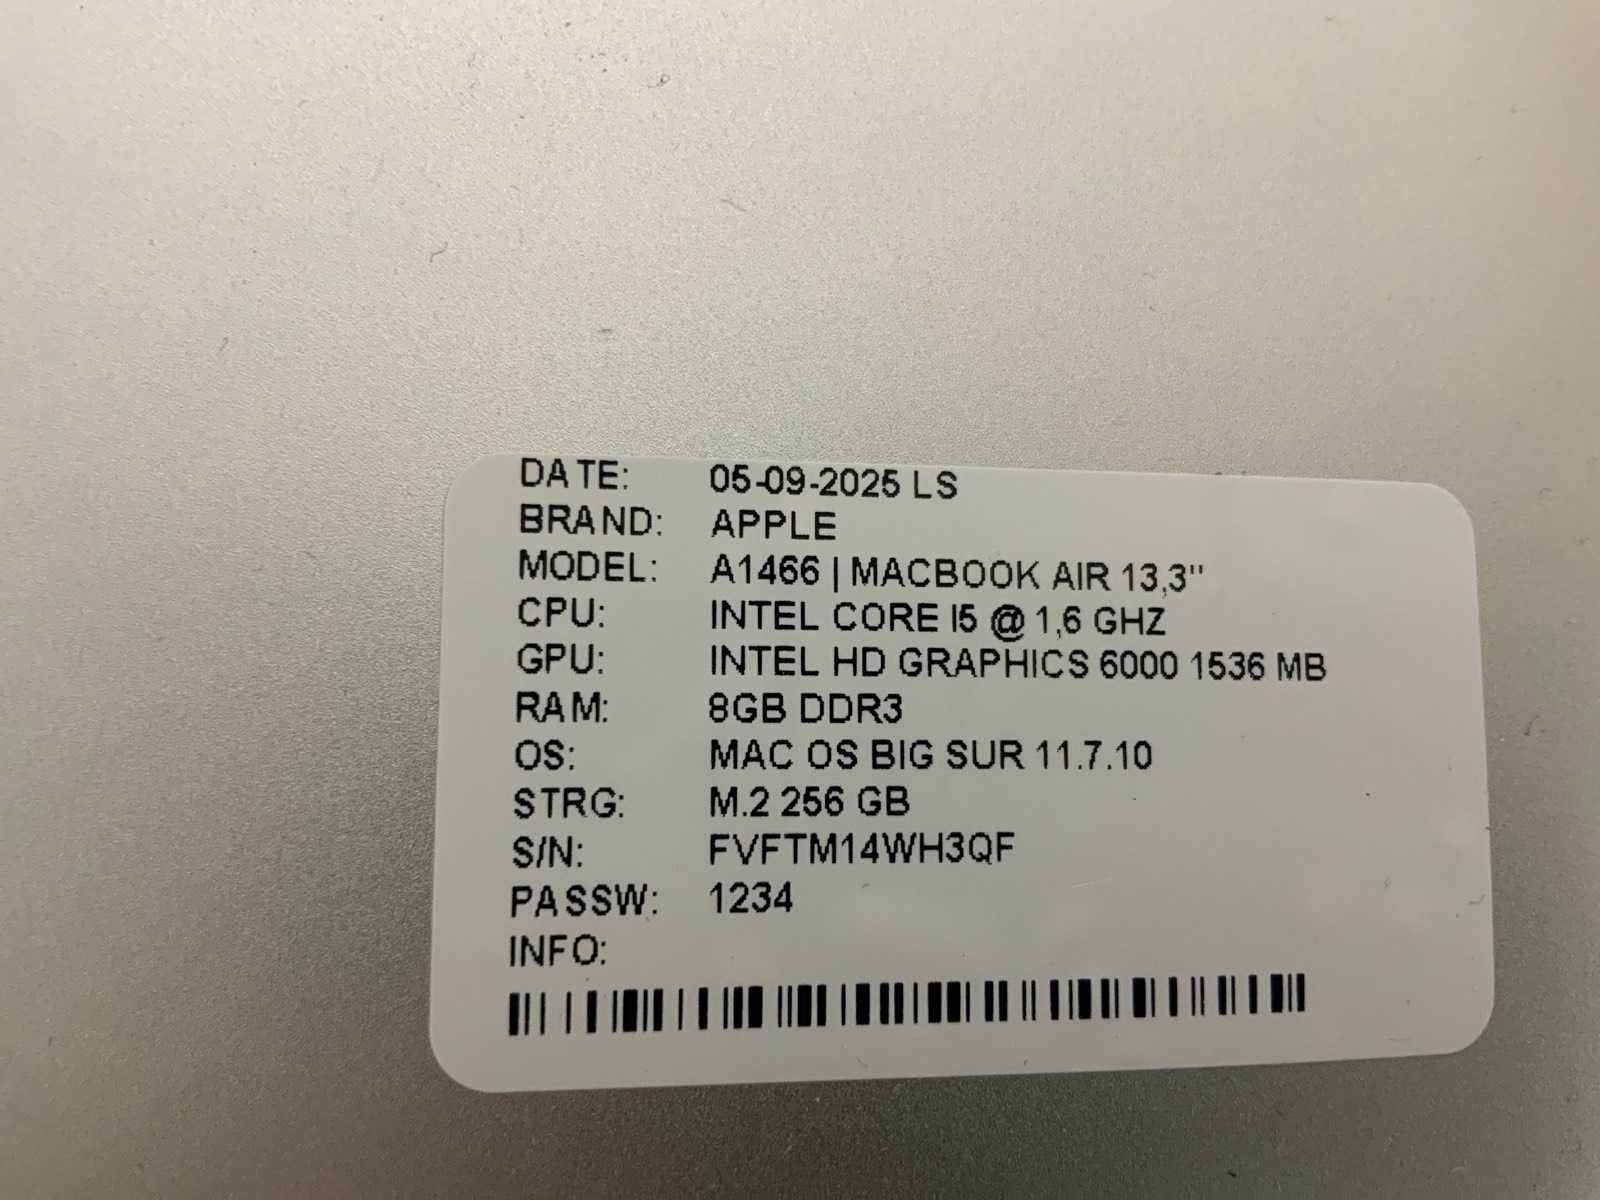 DATE: 05-09-2025 LS
BRAND: APPLE
MODEL: A1466 | MACBOOK AIR 13,3"
CPU: INTEL CORE I5 @ 1,6 GHZ
GPU: INTEL HD GRAPHICS 6000 1536 MB
RAM: 8GB DDR3
OS: MAC OS BIG SUR 11.7.10
STRG: M.2 256 GB
S/N: FVFTM14WH3QF
PASSW: 1234
INFO: